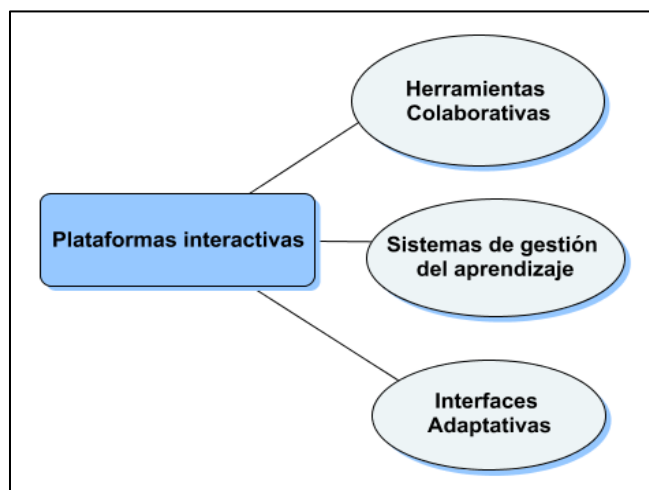 Herramientas
Colaborativas
Plataformas interactivas
Sistemas de gestión
del aprendizaje
Interfaces
Adaptativas